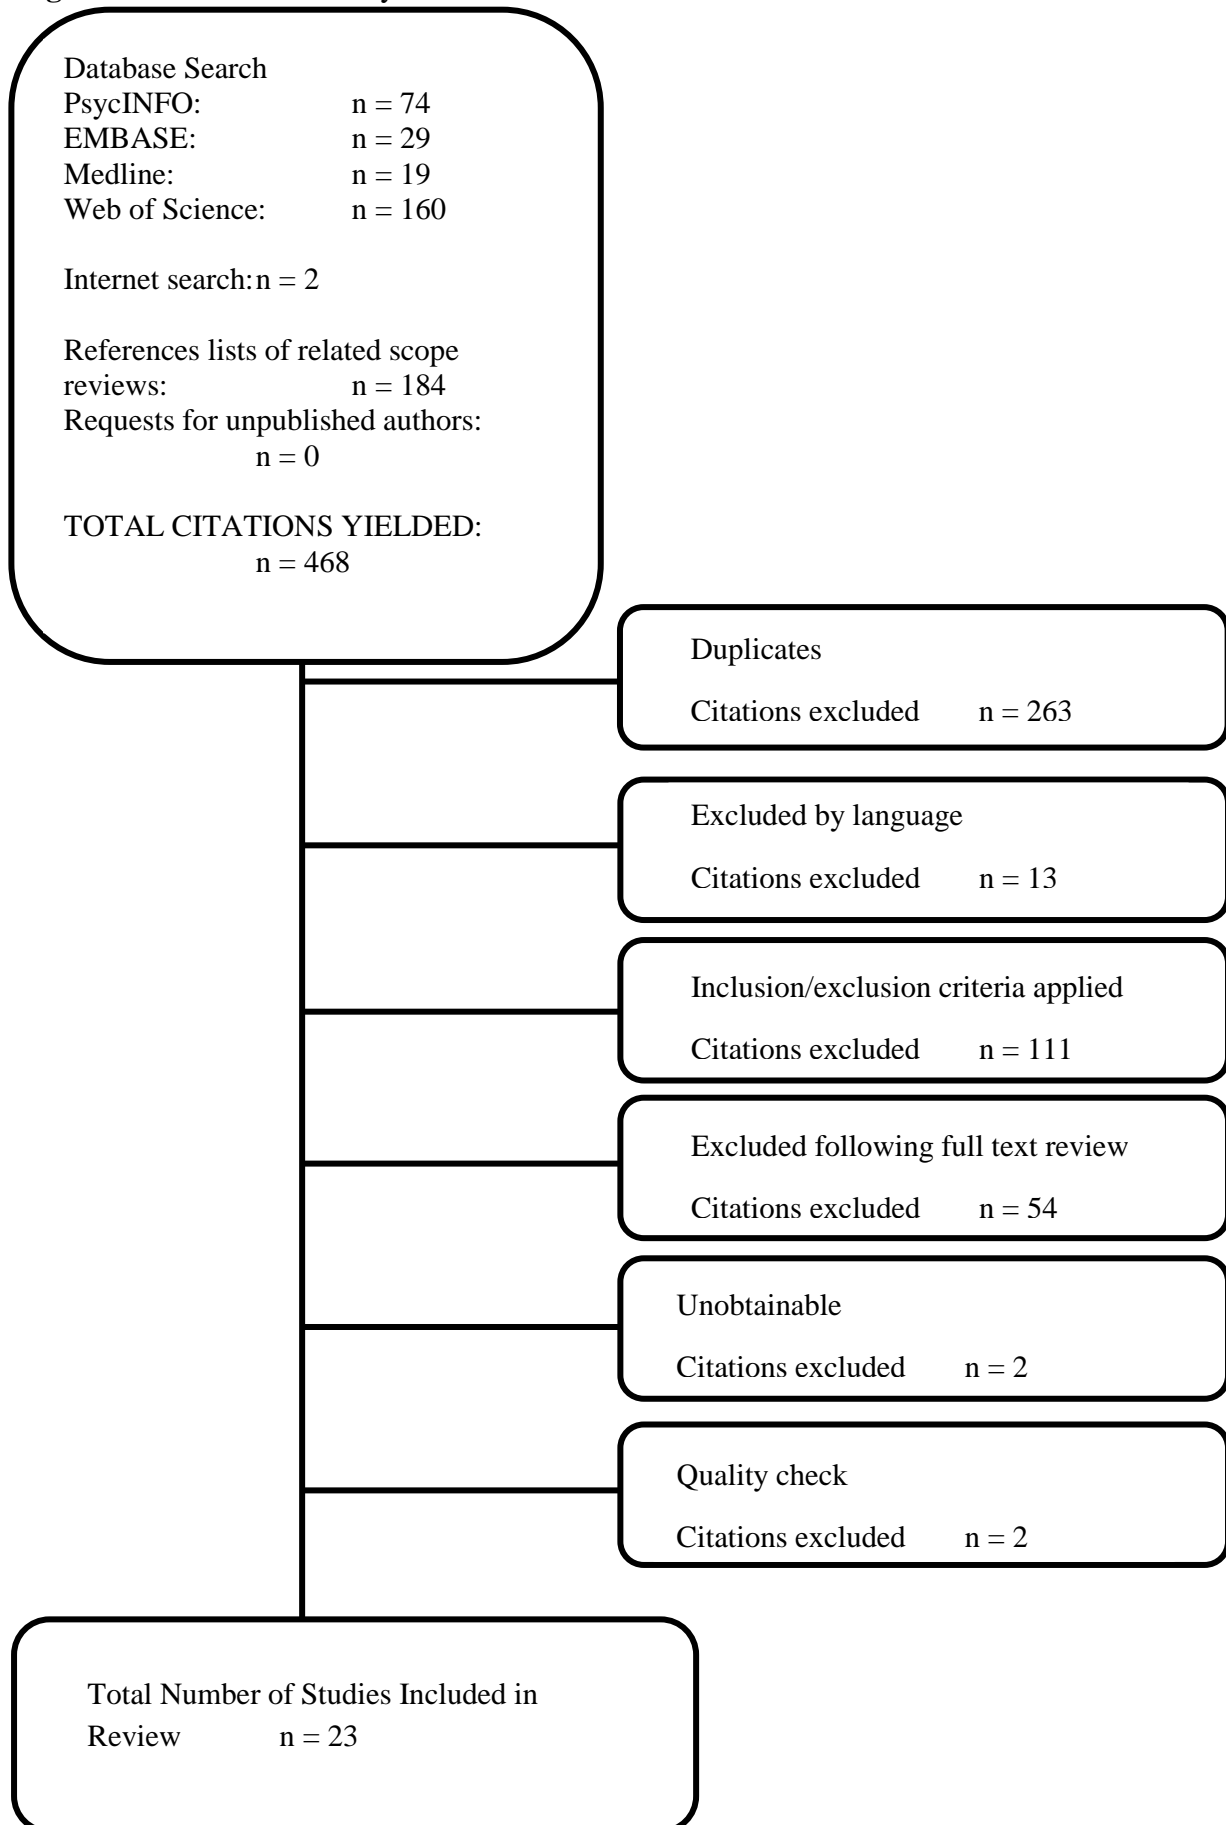 Database Search
PsycINFO: n = 74
EMBASE: n = 29
Medline: n = 19
Web of Science: n = 160
Internet search: n = 2
References lists of related scope
reviews: n = 184
Requests for unpublished authors:
n = 0
TOTAL CITATIONS YIELDED:
n = 468
Duplicates
Citations excluded n = 263
Excluded by language
Citations excluded n = 13
Inclusion/exclusion criteria applied
Citations excluded n = 111
Excluded following full text review
Citations excluded n = 54
Unobtainable
Citations excluded n = 2
Quality check
Citations excluded n = 2
Total Number of Studies Included in
Review n = 23